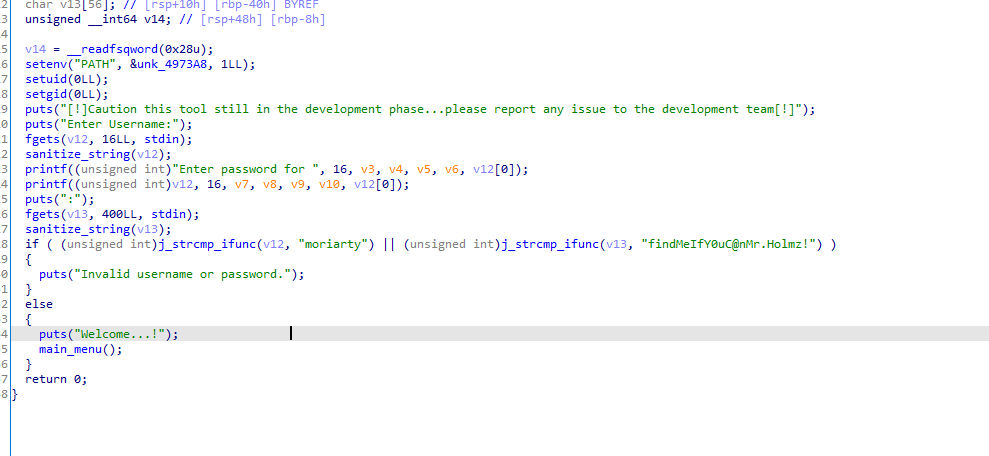 2 char v13[56]; // [rsp+10h] [rbp-40h] BYREF
3 unsigned __int64 v14; // [rsp+48h] [rbp-8h]
4
5 v14 = __readfsqword(0x28u);
6 setenv("PATH", &unk_4973A8, 1LL);
7 setuid(0LL);
8 setgid(0LL);
9 puts("[!]Caution this tool still in the development phase...please report any issue to the development team[!]");
0 puts("Enter Username:");
1 fgets(v12, 16LL, stdin);
2 sanitize_string(v12);
3 printf((unsigned int)"Enter password for ", 16, v3, v4, v5, v6, v12[0]);
4 printf((unsigned int)v12, 16, v7, v8, v9, v10, v12[0]);
5 puts(":");
6 fgets(v13, 400LL, stdin);
7 sanitize_string(v13);
8 if ( (unsigned int)j_strcmp_ifunc(v12, "moriarty") || (unsigned int)j_strcmp_ifunc(v13, "findMeIfY0uC@nMr.Holmz!") )
9 {
0 puts("Invalid username or password.");
1 }
2 else
3 {
4 puts("Welcome...!");
5 main_menu();
6 }
7 return 0;
8 }